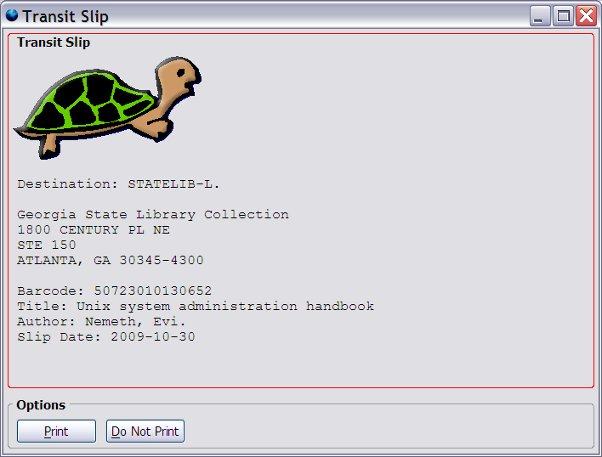 Transit Slip
Transit Slip
Destination: STATELIB-L.
Georgia State Library Collection
1800 CENTURY PL NE
STE 150
ATLANTA, GA 30345-4300
Barcode: 50723010130652
Title: Unix system administration handbook
Author: Nemeth, Evi.
Slip Date: 2009-10-30
Options
Print
Do Not Print